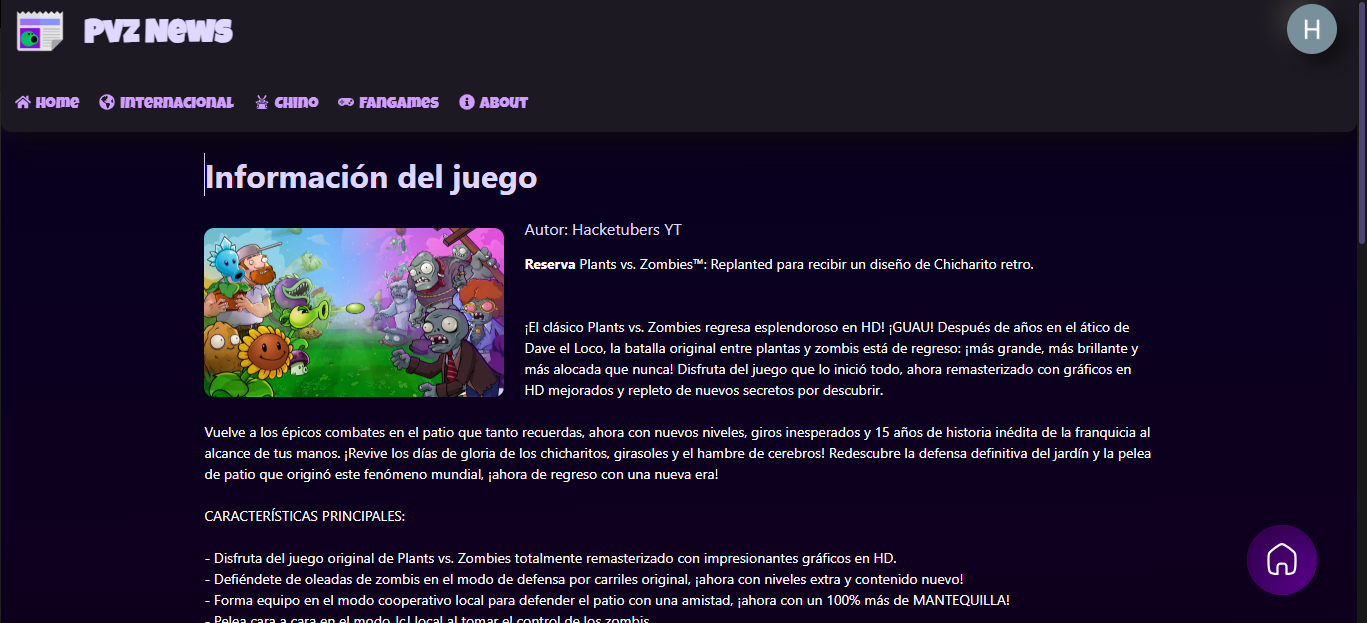 PVZ News
H
Home Internacional Chino Fangames About
Información del juego
Autor: Hacketubers YT
Reserva Plants vs. Zombies™: Replanted para recibir un diseño de Chicharito retro.
¡El clásico Plants vs. Zombies regresa esplendoroso en HD! ¡GUAU! Después de años en el ático de
Dave el Loco, la batalla original entre plantas y zombis está de regreso: ¡más grande, más brillante y
más alocada que nunca! Disfruta del juego que lo inició todo, ahora remasterizado con gráficos en
HD mejorados y repleto de nuevos secretos por descubrir.
Vuelve a los épicos combates en el patio que tanto recuerdas, ahora con nuevos niveles, giros inesperados y 15 años de historia inédita de la franquicia al
alcance de tus manos. ¡Revive los días de gloria de los chicharitos, girasoles y el hambre de cerebros! Redescubre la defensa definitiva del jardín y la pelea
de patio que originó este fenómeno mundial, ¡ahora de regreso con una nueva era!
CARACTERÍSTICAS PRINCIPALES:
- Disfruta del juego original de Plants vs. Zombies totalmente remasterizado con impresionantes gráficos en HD.
- Defiéndete de oleadas de zombis en el modo de defensa por carriles original, ¡ahora con niveles extra y contenido nuevo!
- Forma equipo en el modo cooperativo local para defender el patio con una amistad, ¡ahora con un 100% más de MANTEQUILLA!
- Pelea cara a cara en el modo JcJ local al tomar el control de los zombis